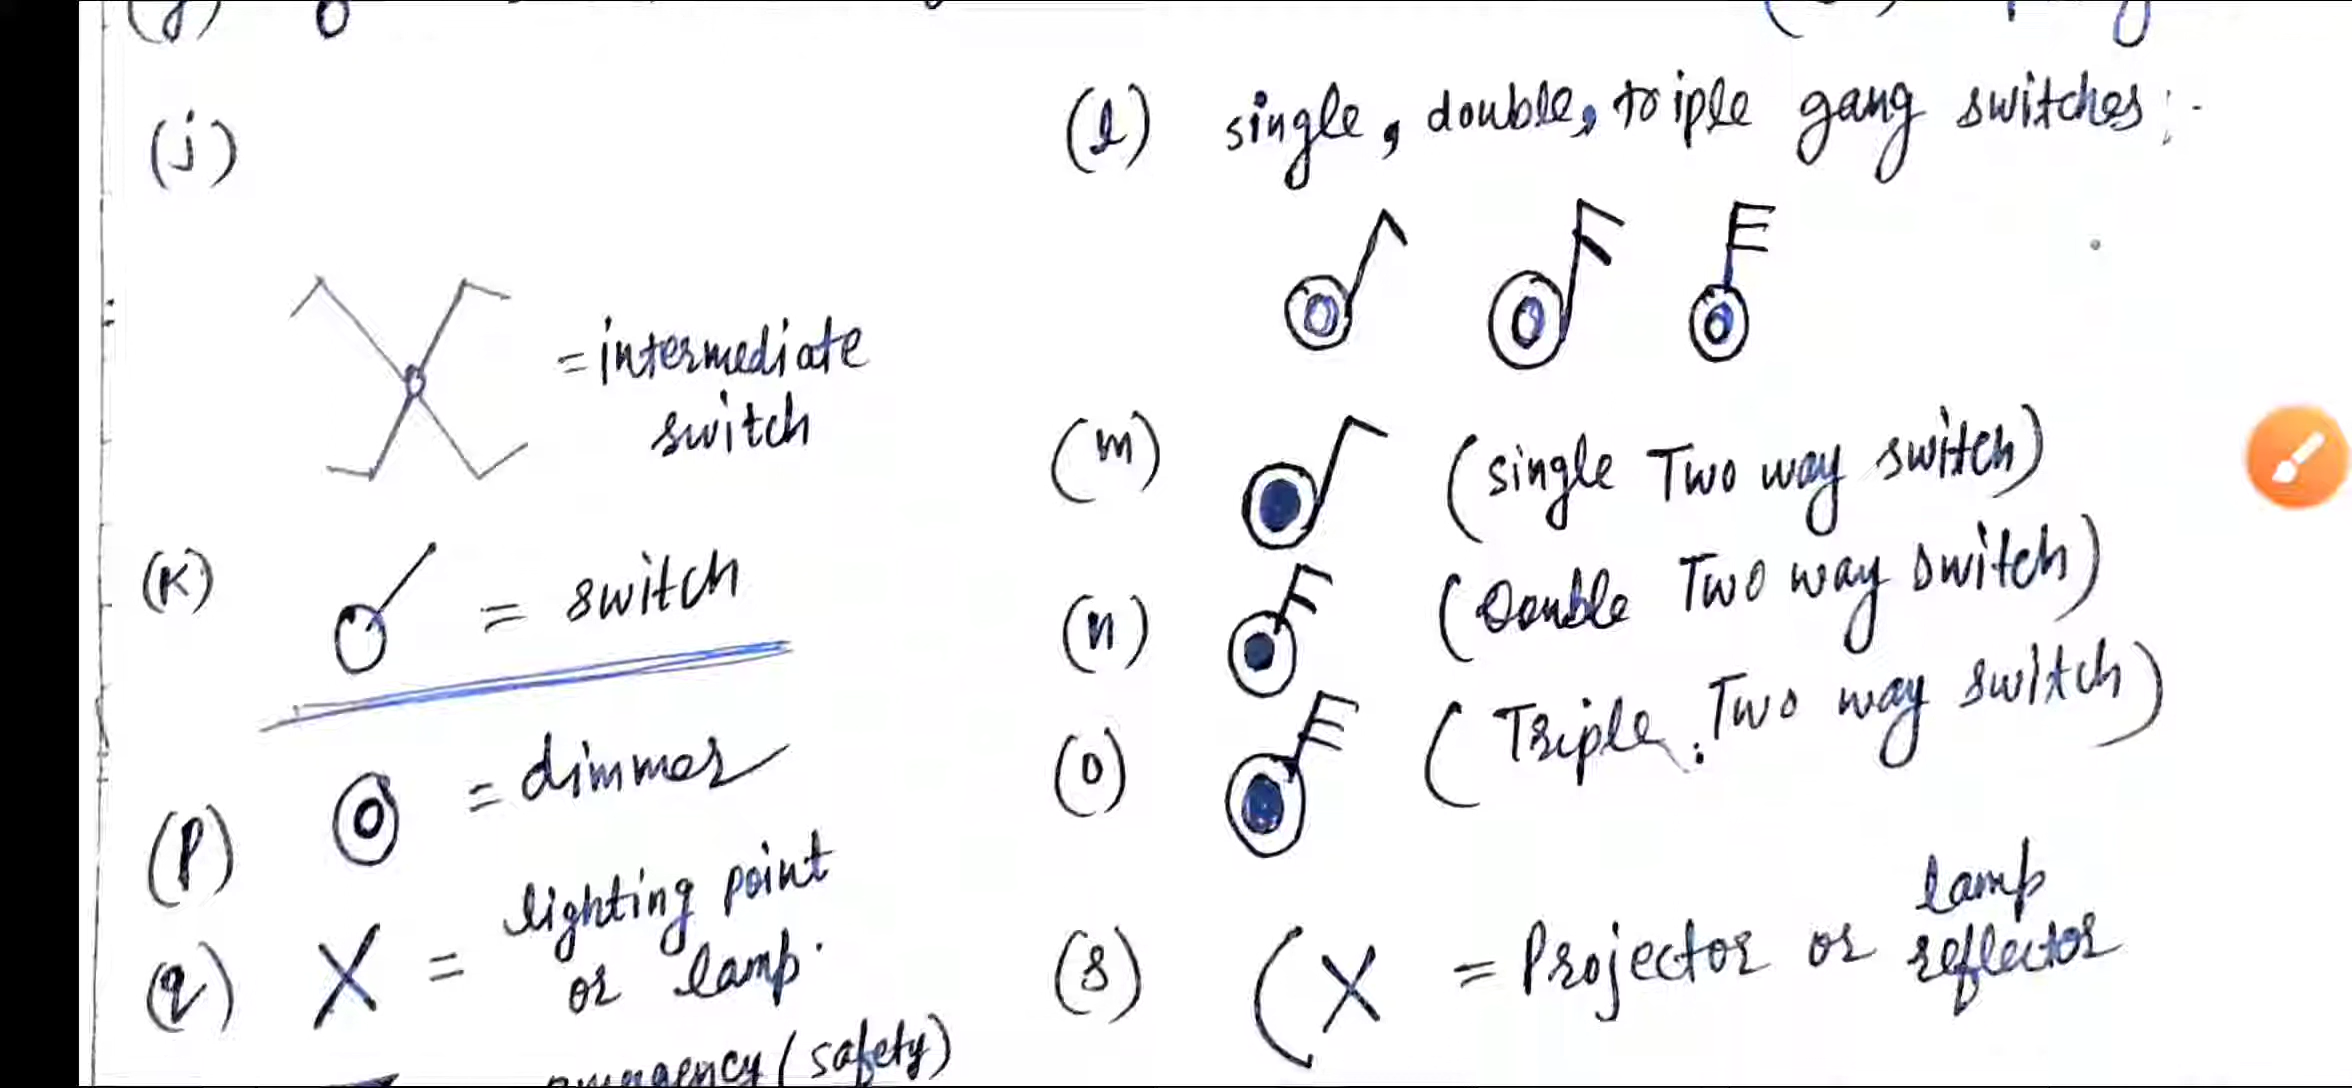 (j)
= intermediate
switch
(K) = switch
(p) = dimmer
(q) X = lighting point
or lamp.
emergency (safety)
(l) single, double, triple gang switches :-
(m) (single Two way switch)
(n) (Double Two way switch)
(o) (Triple. Two way switch)
(s) (X = Projector or lamp
reflector